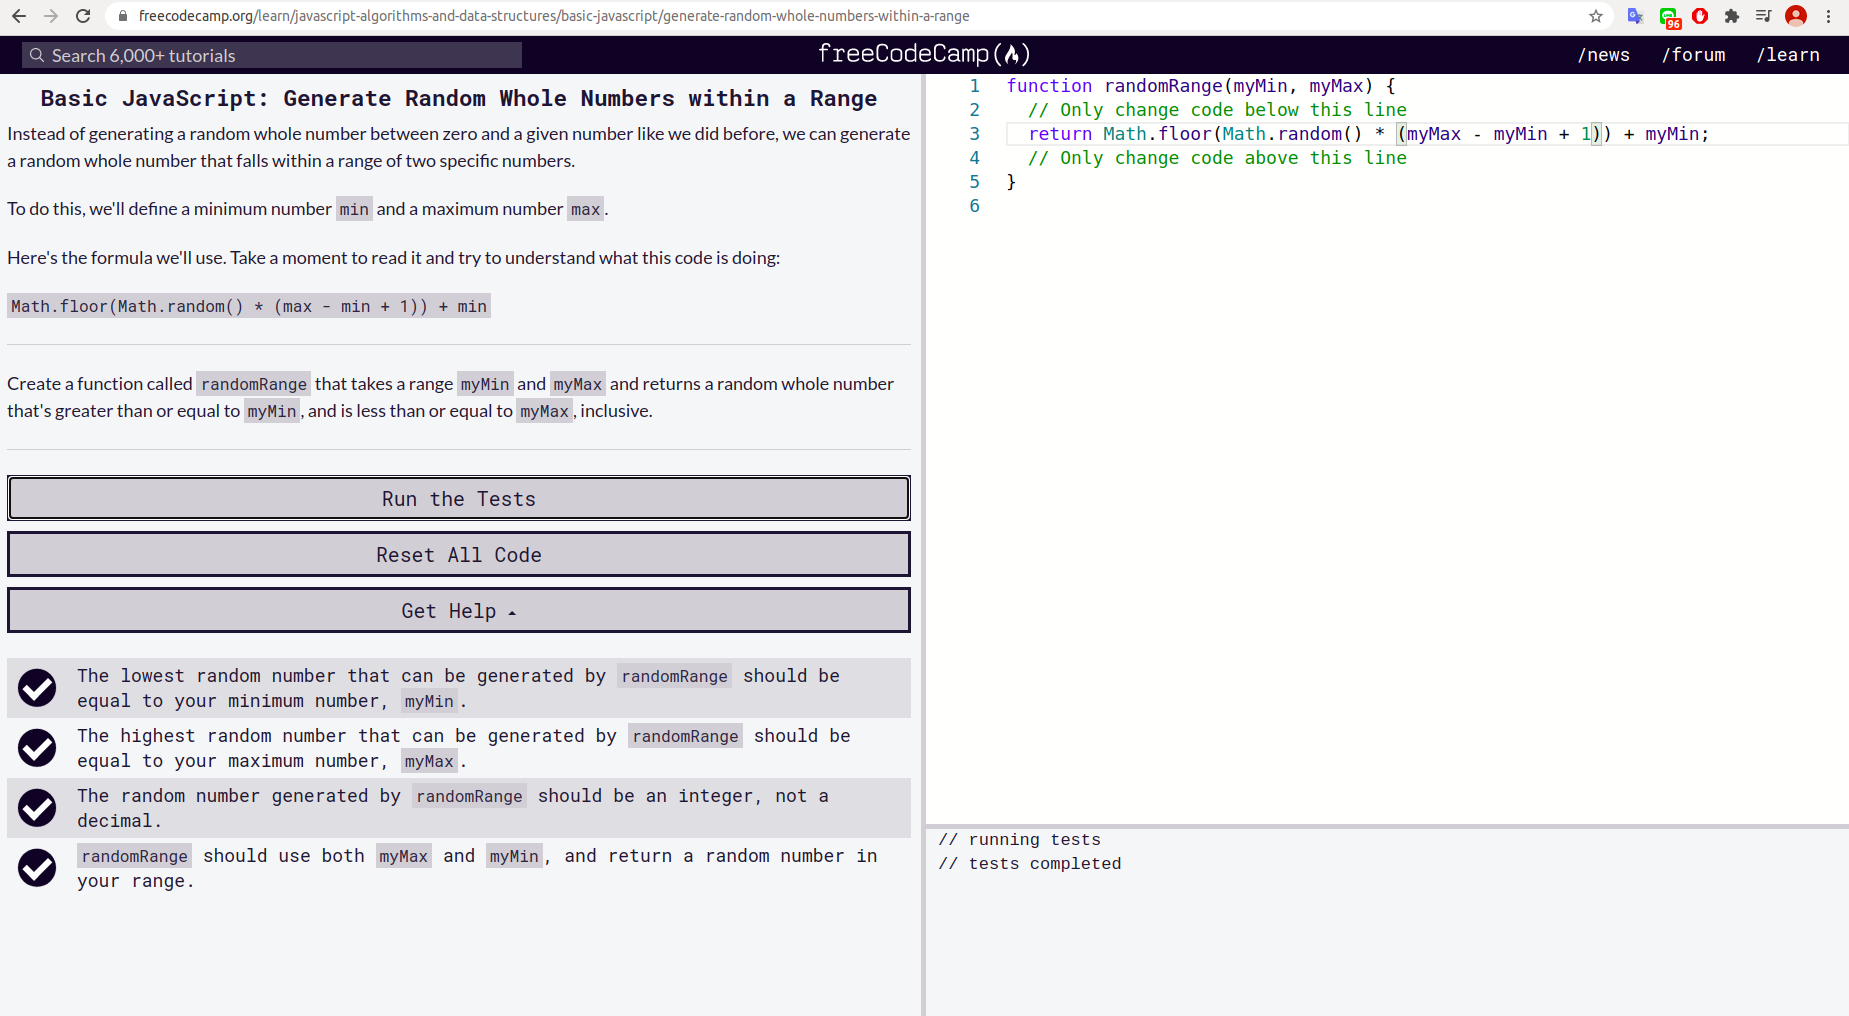 freecodecamp.org/learn/javascript-algorithms-and-data-structures/basic-javascript/generate-random-whole-numbers-within-a-range
96
Search 6,000+ tutorials
freeCodeCamp(🔥)
/news /forum /learn
Basic JavaScript: Generate Random Whole Numbers within a Range
Instead of generating a random whole number between zero and a given number like we did before, we can generate
a random whole number that falls within a range of two specific numbers.
To do this, we'll define a minimum number min and a maximum number max.
Here's the formula we'll use. Take a moment to read it and try to understand what this code is doing:
Math.floor(Math.random() * (max - min + 1)) + min
Create a function called randomRange that takes a range myMin and myMax and returns a random whole number
that's greater than or equal to myMin, and is less than or equal to myMax, inclusive.
Run the Tests
Reset All Code
Get Help
The lowest random number that can be generated by randomRange should be
equal to your minimum number, myMin.
The highest random number that can be generated by randomRange should be
equal to your maximum number, myMax.
The random number generated by randomRange should be an integer, not a
decimal.
randomRange should use both myMax and myMin, and return a random number in
your range.
1 function randomRange(myMin, myMax) {
2 // Only change code below this line
3 return Math.floor(Math.random() * (myMax - myMin + 1)) + myMin;
4 // Only change code above this line
5 }
6
// running tests
// tests completed